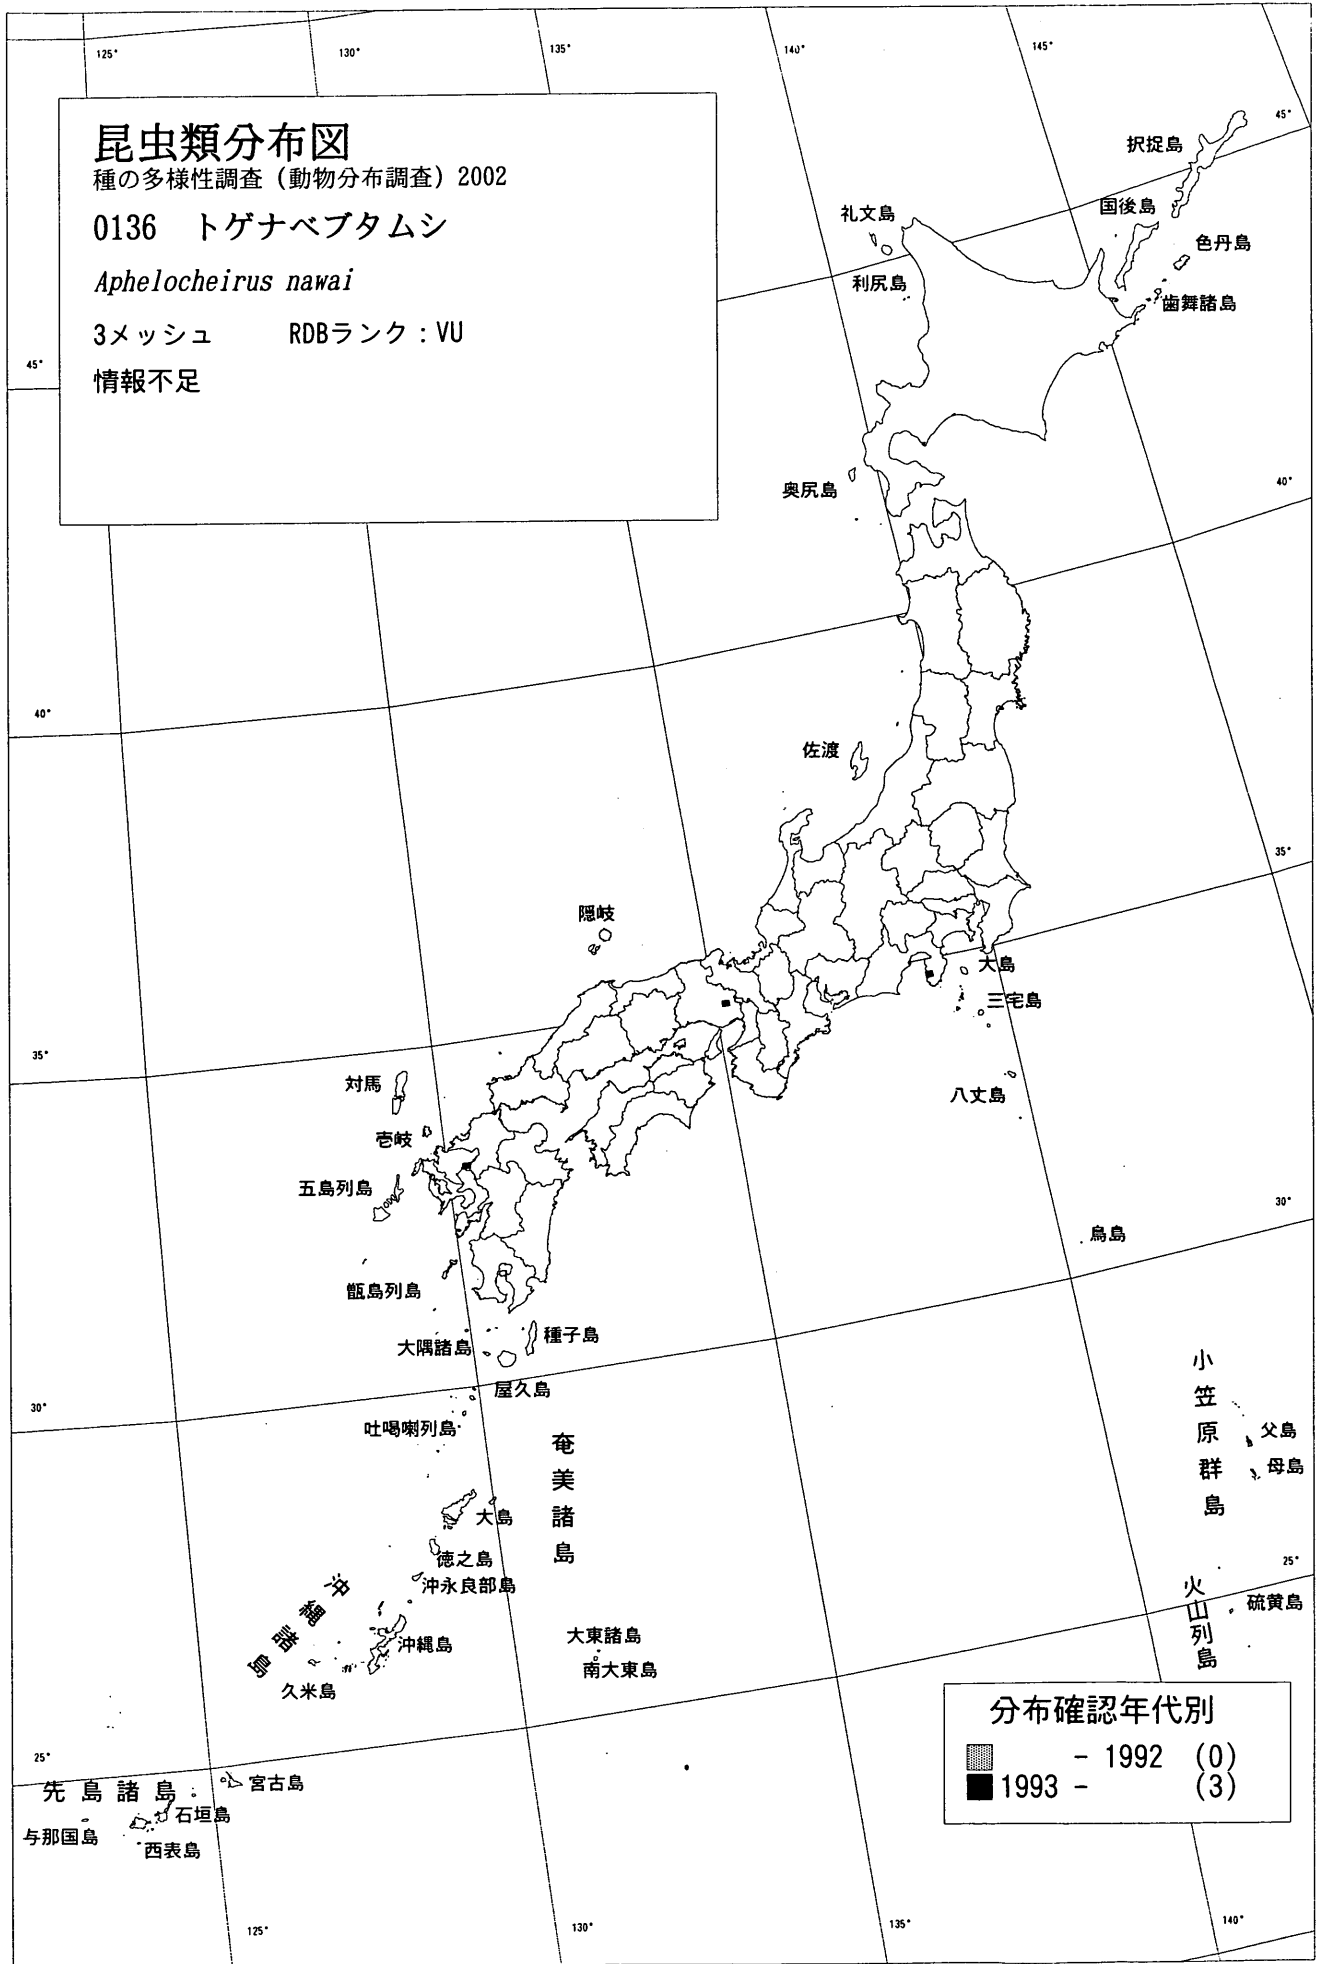 125°
130°
135°
140°
145°
昆虫類分布図
種の多様性調査（動物分布調査）2002
0136　トゲナベブタムシ
Aphelocheirus nawai
3メッシュ　RDBランク：VU
情報不足
45°
択捉島
国後島
礼文島
色丹島
利尻島
歯舞諸島
45°
奥尻島
40°
40°
佐渡
35°
隠岐
大島
三宅島
35°
対馬
八丈島
壱岐
五島列島
30°
鳥島
甑島列島
大隅諸島
種子島
屋久島
30°
吐喝喇列島
奄美諸島
小笠原群島
父島
母島
大島
徳之島
沖永良部島
25°
沖縄諸島
火山列島
硫黄島
沖縄島
大東諸島
南大東島
久米島
分布確認年代別
- 1992 (0)
1993 - (3)
25°
先島諸島
宮古島
石垣島
与那国島
西表島
125°
130°
135°
140°